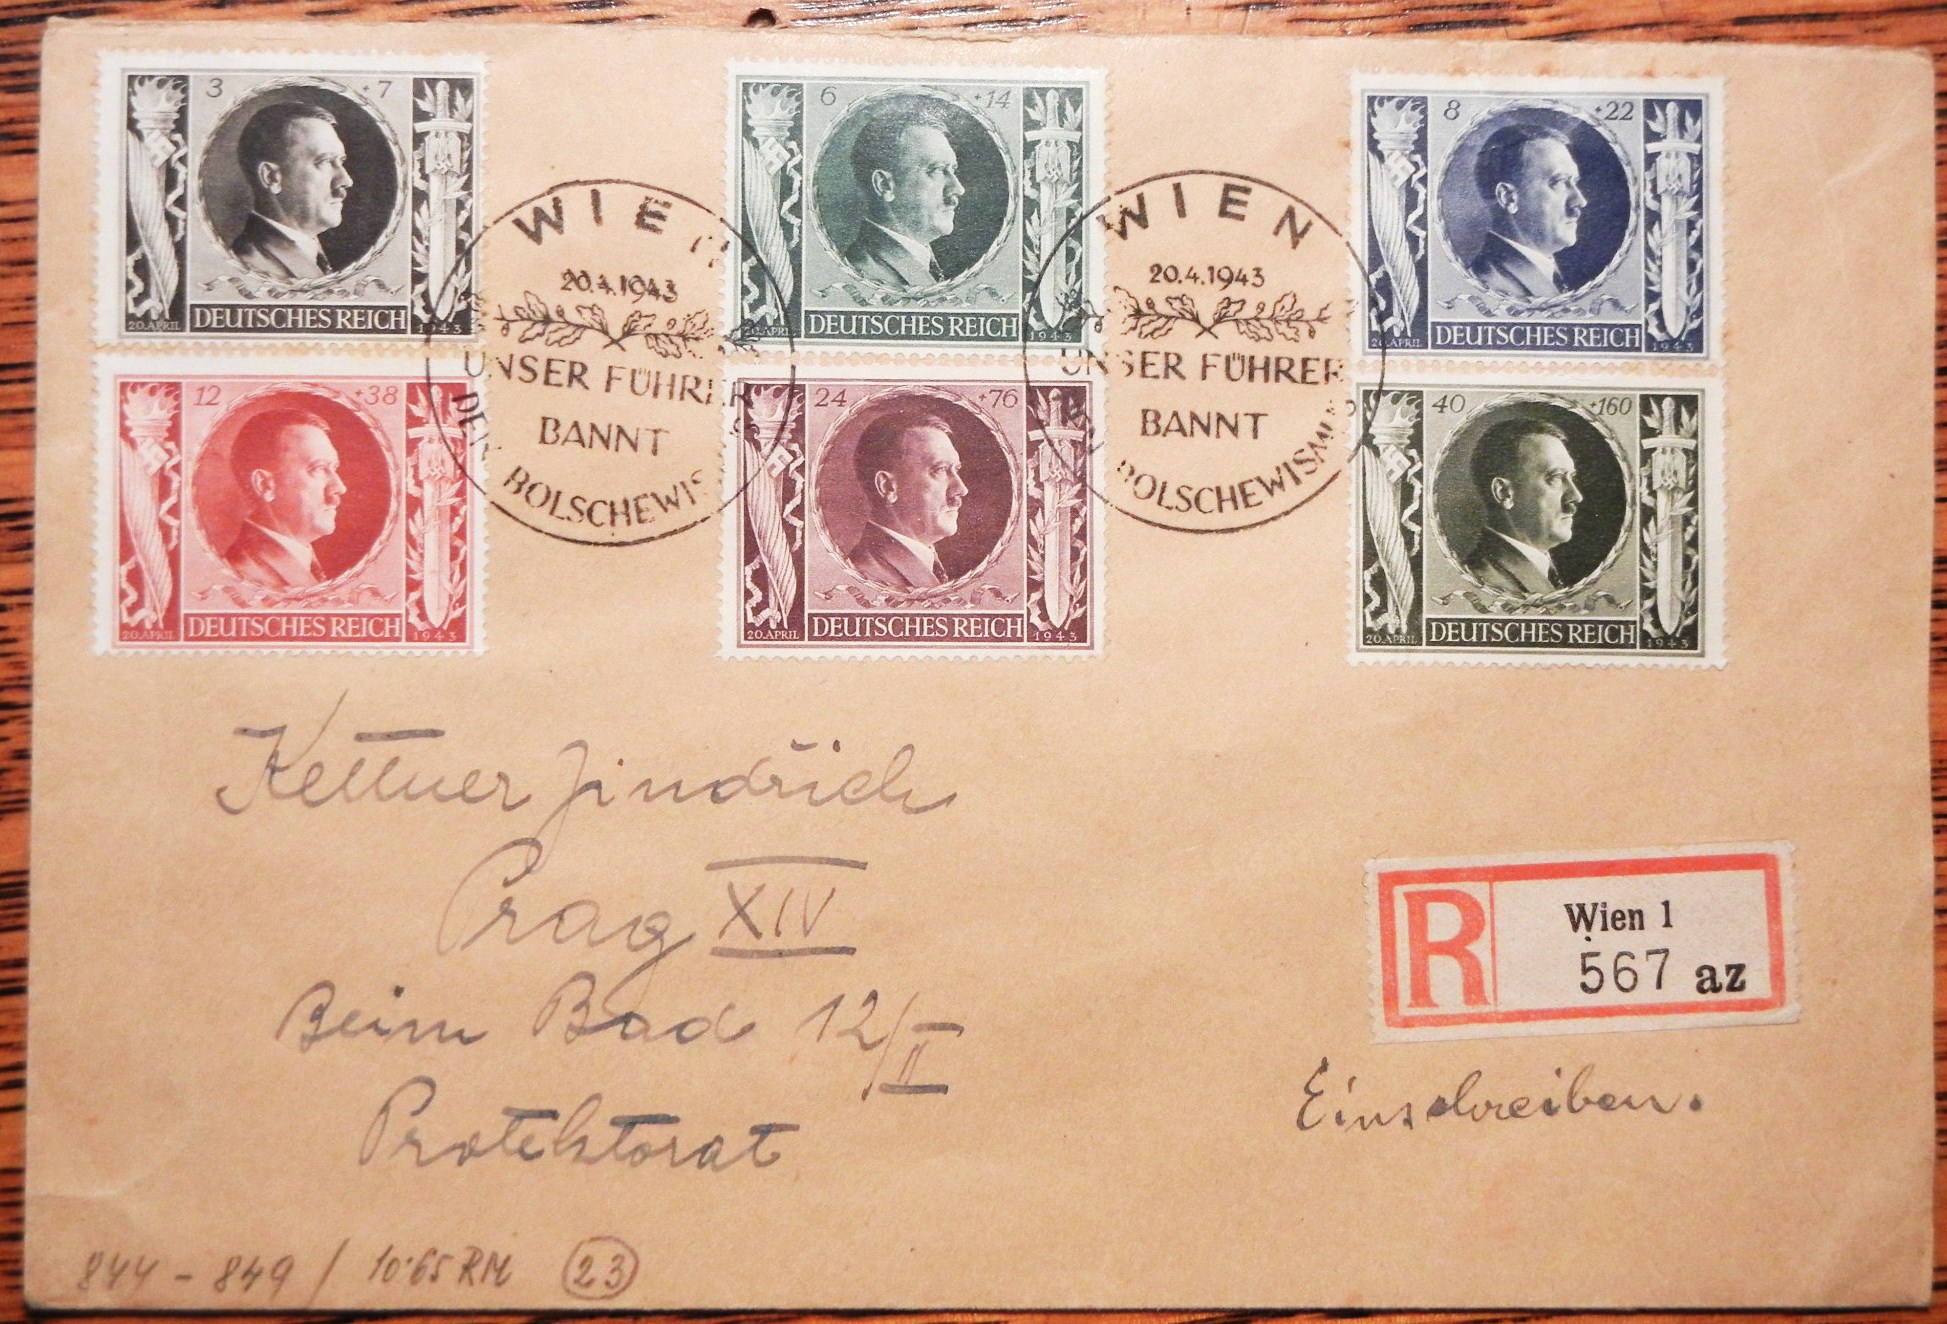 3 +7
20. APRIL DEUTSCHES REICH 1943
6 +14
20. APRIL DEUTSCHES REICH 1943
8 +22
20. APRIL DEUTSCHES REICH 1943
12 +38
20. APRIL DEUTSCHES REICH 1943
24 +76
20. APRIL DEUTSCHES REICH 1943
40 +160
20. APRIL DEUTSCHES REICH 1943
WIEN
20.4.1943
UNSER FÜHRER
BANNT
DEN BOLSCHEWIS
WIEN
20.4.1943
UNSER FÜHRER
BANNT
DEN BOLSCHEWISMUS
Kettner Jindřich
Prag XIV
Beim Bad 12/II
Protektorat
R Wien 1
567 az
Einschreiben.
844 - 849 / 10·65 RM 23